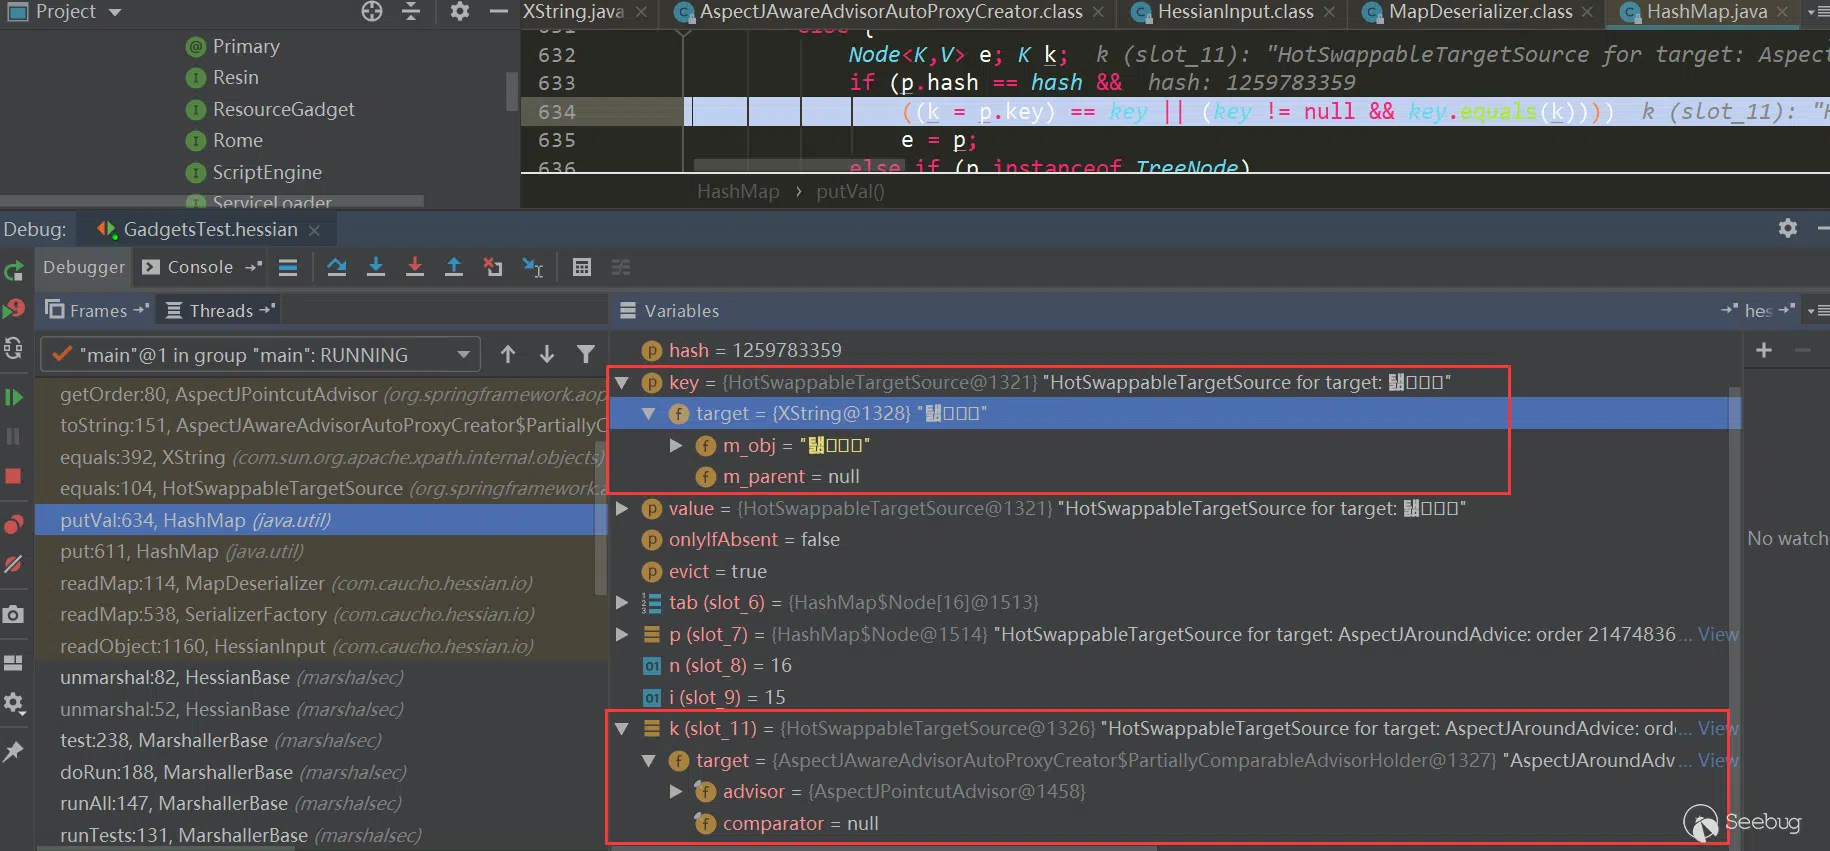 Project
XString.java
AspectJAwareAdvisorAutoProxyCreator.class
HessianInput.class
MapDeserializer.class
HashMap.java
Primary
Resin
ResourceGadget
Rome
ScriptEngine
ServiceLoader
631 else {
632 Node<K,V> e; K k; k (slot_11): "HotSwappableTargetSource for target: Aspect
633 if (p.hash == hash && hash: 1259783359
634 ((k = p.key) == key || (key != null && key.equals(k)))) k (slot_11): "H
635 e = p;
636 else if (p instanceof TreeNode)
HashMap › putVal()
Debug: GadgetsTest.hessian
Debugger Console
Frames Threads
"main"@1 in group "main": RUNNING
getOrder:80, AspectJPointcutAdvisor (org.springframework.aop
toString:151, AspectJAwareAdvisorAutoProxyCreator$PartiallyC
equals:392, XString (com.sun.org.apache.xpath.internal.objects)
equals:104, HotSwappableTargetSource (org.springframework.a
putVal:634, HashMap (java.util)
put:611, HashMap (java.util)
readMap:114, MapDeserializer (com.caucho.hessian.io)
readMap:538, SerializerFactory (com.caucho.hessian.io)
readObject:1160, HessianInput (com.caucho.hessian.io)
unmarshal:82, HessianBase (marshalsec)
unmarshal:52, HessianBase (marshalsec)
test:238, MarshallerBase (marshalsec)
doRun:188, MarshallerBase (marshalsec)
runAll:147, MarshallerBase (marshalsec)
runTests:131, MarshallerBase (marshalsec)
Variables
hes
hash = 1259783359
key = {HotSwappableTargetSource@1321} "HotSwappableTargetSource for target: "
target = {XString@1328} ""
m_obj = ""
m_parent = null
value = {HotSwappableTargetSource@1321} "HotSwappableTargetSource for target: "
onlyIfAbsent = false
evict = true
tab (slot_6) = {HashMap$Node[16]@1513}
p (slot_7) = {HashMap$Node@1514} "HotSwappableTargetSource for target: AspectJAroundAdvice: order 21474836... View
n (slot_8) = 16
i (slot_9) = 15
k (slot_11) = {HotSwappableTargetSource@1326} "HotSwappableTargetSource for target: AspectJAroundAdvice: ord... View
target = {AspectJAwareAdvisorAutoProxyCreator$PartiallyComparableAdvisorHolder@1327} "AspectJAroundAdv ... View
advisor = {AspectJPointcutAdvisor@1458}
comparator = null
No watch
Seebug